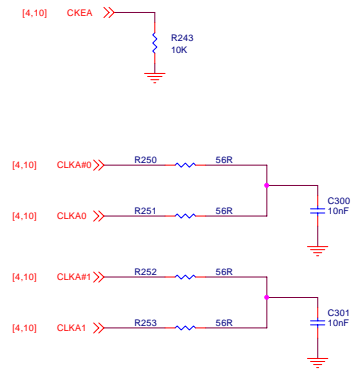 [4,10] CKEA
R243
10K
[4,10] CLKA#0 R250 56R
C300
10nF
[4,10] CLKA0 R251 56R
[4,10] CLKA#1 R252 56R
C301
10nF
[4,10] CLKA1 R253 56R